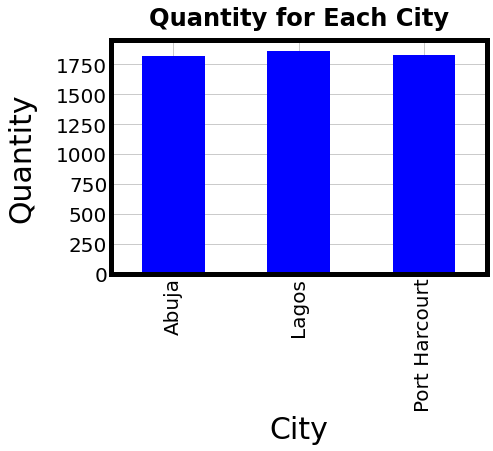 Quantity for Each City
Quantity
1750
1500
1250
1000
750
500
250
0
Abuja
Lagos
Port Harcourt
City